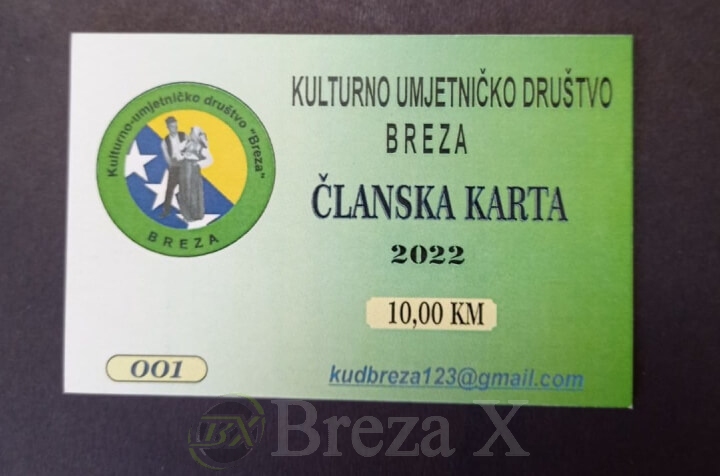 Kulturno-umjetničko društvo "Breza"
BREZA
KULTURNO UMJETNIČKO DRUŠTVO
BREZA
ČLANSKA KARTA
2022
10,00 KM
001
kudbreza123@gmail.com
BX Breza X